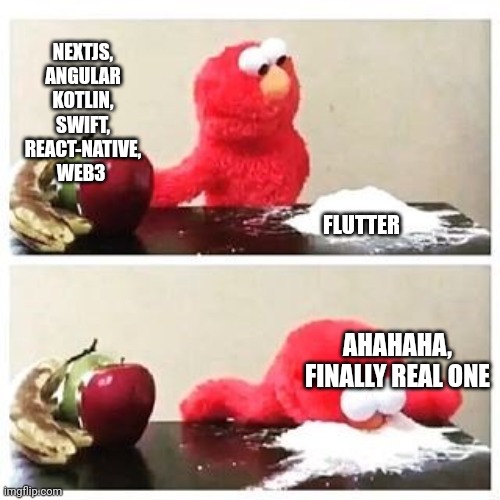 NEXTJS,
ANGULAR
KOTLIN,
SWIFT,
REACT-NATIVE,
WEB3
FLUTTER
AHAHAHA,
FINALLY REAL ONE
imgflip.com